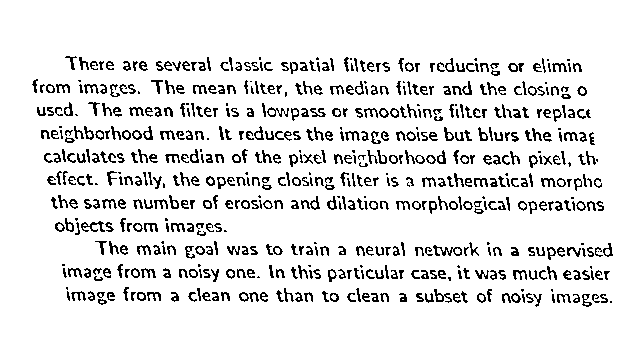 There are several classic spatial filters for reducing or elimin
from images. The mean filter, the median filter and the closing o
used. The mean filter is a lowpass or smoothing filter that replac
neighborhood mean. It reduces the image noise but blurs the imag
calculates the median of the pixel neighborhood for each pixel, th
effect. Finally, the opening closing filter is a mathematical morpho
the same number of erosion and dilation morphological operations
objects from images.
The main goal was to train a neural network in a supervised
image from a noisy one. In this particular case, it was much easier
image from a clean one than to clean a subset of noisy images.